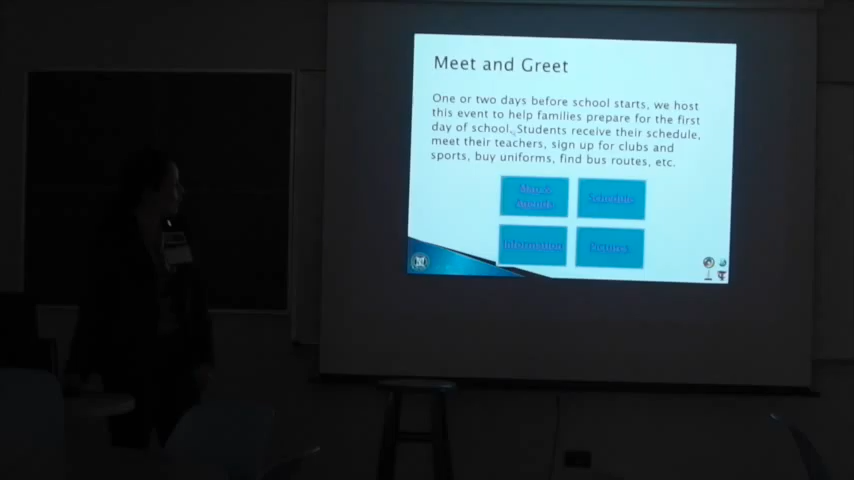 Meet and Greet
One or two days before school starts, we host
this event to help families prepare for the first
day of school. Students receive their schedule,
meet their teachers, sign up for clubs and
sports, buy uniforms, find bus routes, etc.
Information